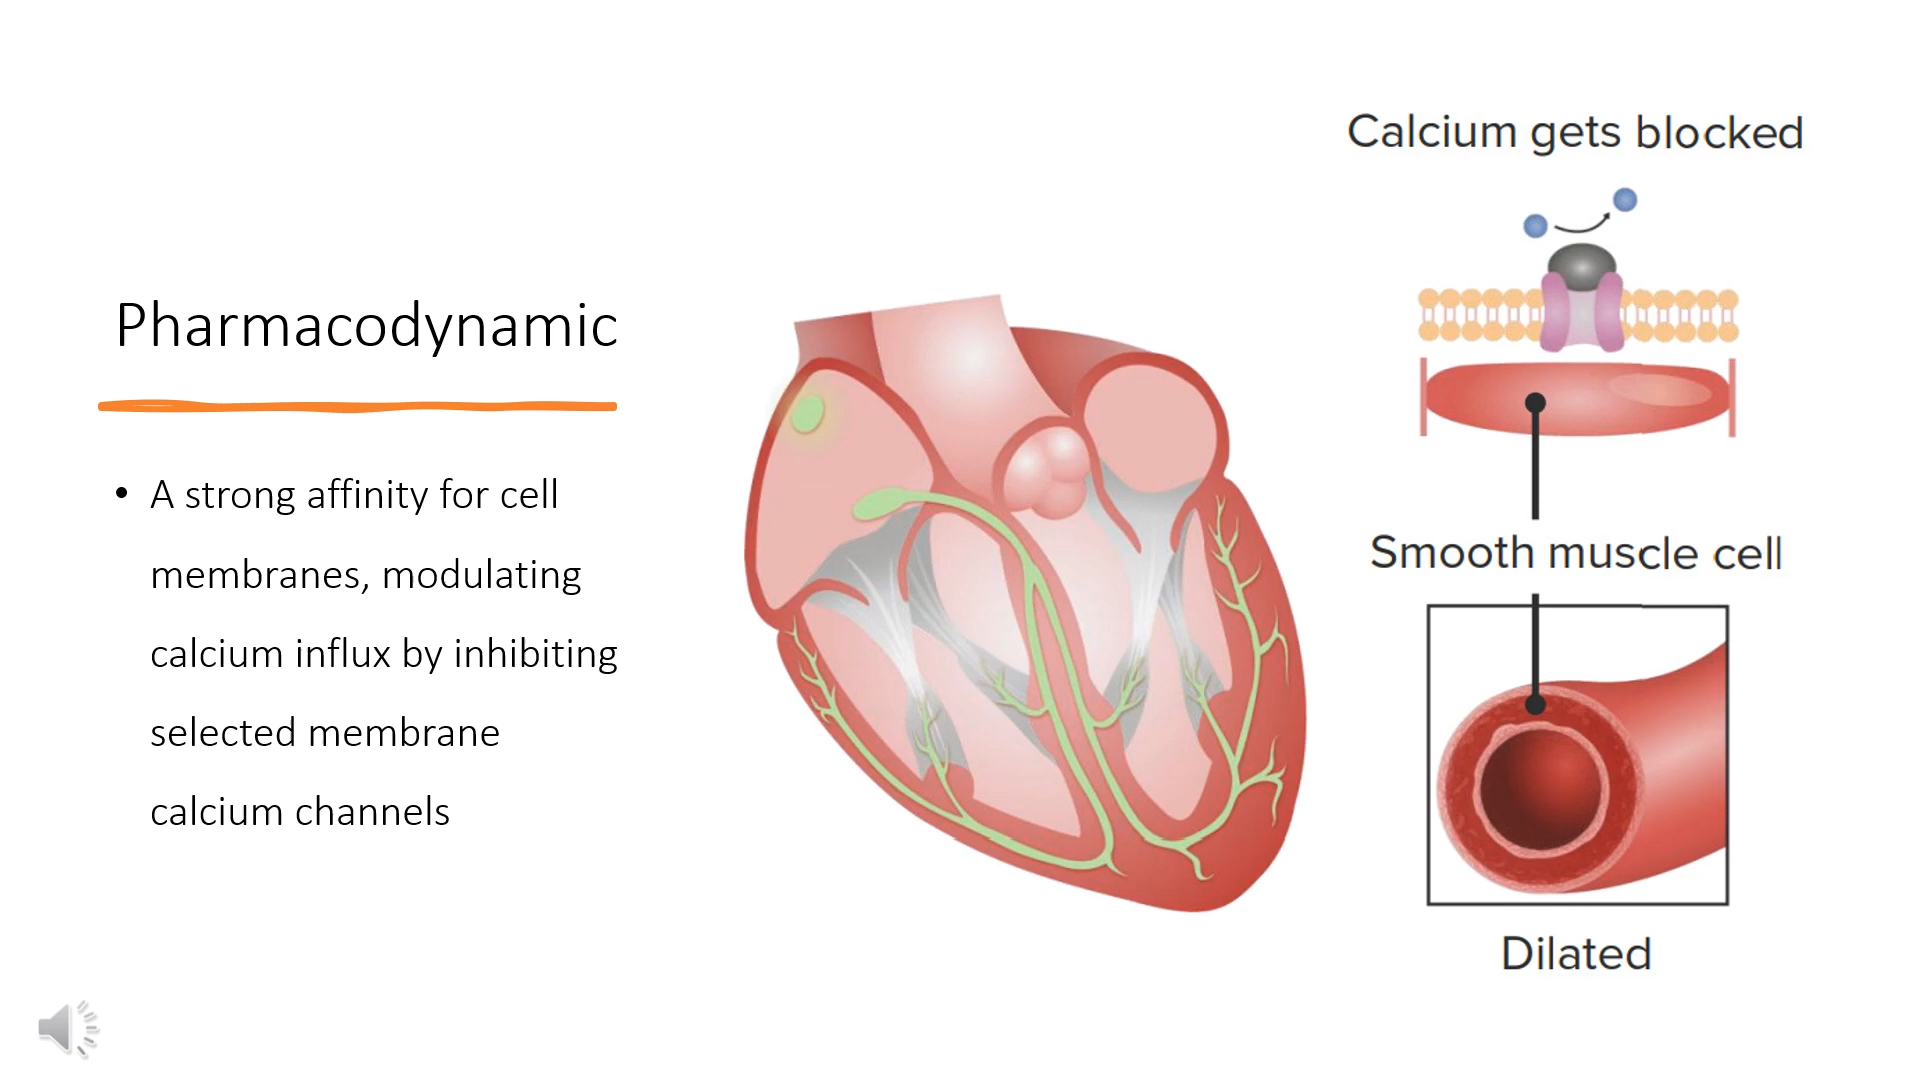 Pharmacodynamic
• A strong affinity for cell
membranes, modulating
calcium influx by inhibiting
selected membrane
calcium channels
Calcium gets blocked
Smooth muscle cell
Dilated